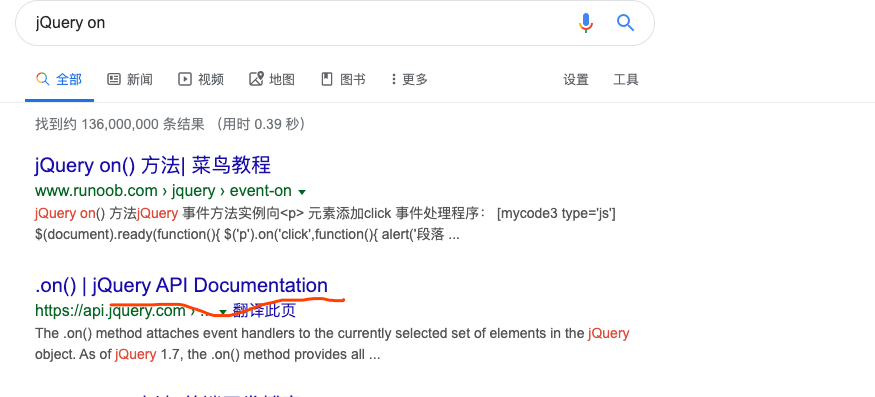 jQuery on
全部 新闻 视频 地图 图书 更多 设置 工具
找到约 136,000,000 条结果 （用时 0.39 秒）
jQuery on() 方法| 菜鸟教程
www.runoob.com › jquery › event-on
jQuery on() 方法jQuery 事件方法实例向<p> 元素添加click 事件处理程序： [mycode3 type='js']
$(document).ready(function(){ $('p').on('click',function(){ alert('段落 ...
.on() | jQuery API Documentation
https://api.jquery.com › ... 翻译此页
The .on() method attaches event handlers to the currently selected set of elements in the jQuery
object. As of jQuery 1.7, the .on() method provides all ...